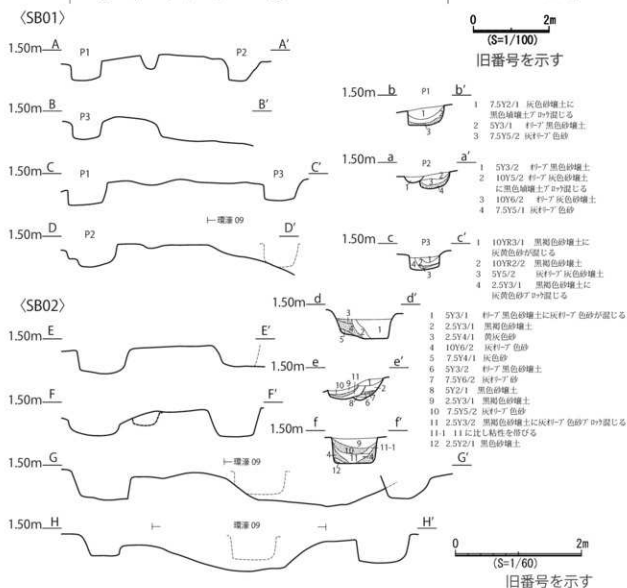 〈SB01〉
0 2m
(S=1/100)
旧番号を示す
1.50m A P1 P2 A'
1.50m B P3 B'
1.50m C P1 P3 C'
環濠 09
1.50m D P2 D'
1.50m b P1 b'
1 7.5Y2/1 灰色砂壌土に
黒色埴壌土ブロック混じる
2 5Y3/1 オリーブ黒色砂壌土
3 7.5Y5/2 灰オリーブ色砂
1.50m a P2 a'
1 5Y3/2 オリーブ黒色砂壌土
2 10Y5/2 オリーブ灰色砂壌土
に黒色埴壌土ブロック混じる
3 10Y6/2 オリーブ灰色砂壌土
4 7.5Y5/1 灰オリーブ色砂
1.50m c P3 c'
1 10YR3/1 黒褐色砂壌土に
灰黄色砂が混じる
2 10YR2/2 黒褐色砂壌土
3 5Y5/2 灰オリーブ灰色砂壌土
4 2.5Y3/1 黒褐色砂壌土に
灰黄色砂ブロック混じる
〈SB02〉
1.50m E E'
1.50m F F'
環濠 09
1.50m G G'
環濠 09
1.50m H H'
1.50m d d'
3 4 2 1 5
1.50m e e'
1.50m f f'
1 5Y3/1 オリーブ黒色砂壌土に灰オリーブ色砂が混じる
2 2.5Y3/1 黒褐色砂壌土
3 2.5Y4/1 黄灰色砂
4 10Y6/2 灰オリーブ色砂
5 7.5Y4/1 灰色砂
6 5Y3/2 オリーブ黒色砂壌土
7 7.5Y6/2 灰オリーブ砂
8 5Y2/1 黒色砂壌土
9 2.5Y3/1 黒褐色砂壌土
10 7.5Y5/2 灰オリーブ色砂
11 2.5Y3/2 黒褐色砂壌土に灰オリーブ色砂ブロック混じる
11-1 11に比し粘性を帯びる
12 2.5Y2/1 黒色砂壌土
0 2m
(S=1/60)
旧番号を示す